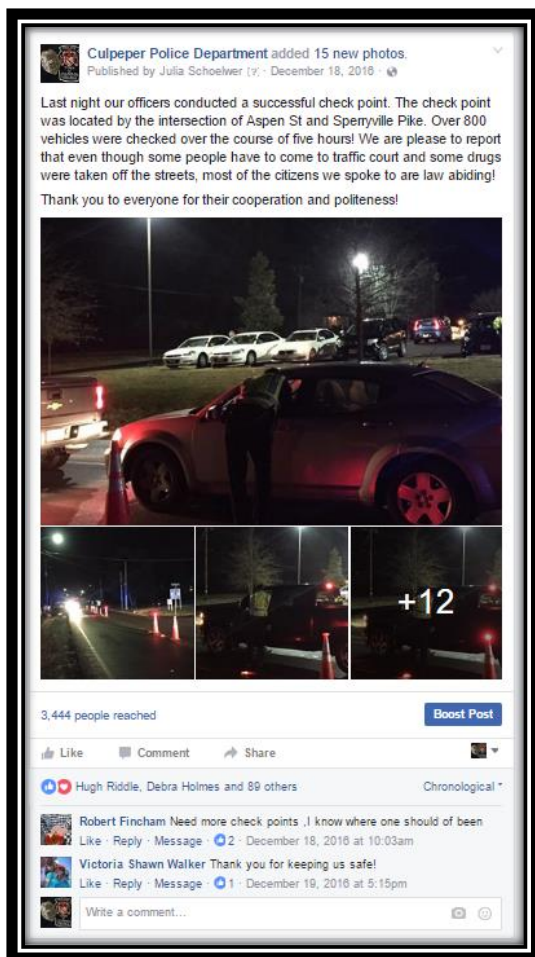 Culpeper Police Department added 15 new photos.
Published by Julia Schoelwer [?] · December 18, 2016 ·
Last night our officers conducted a successful check point. The check point
was located by the intersection of Aspen St and Sperryville Pike. Over 800
vehicles were checked over the course of five hours! We are please to report
that even though some people have to come to traffic court and some drugs
were taken off the streets, most of the citizens we spoke to are law abiding!
Thank you to everyone for their cooperation and politeness!
+12
3,444 people reached
Boost Post
Like Comment Share
Hugh Riddle, Debra Holmes and 89 others Chronological
Robert Fincham Need more check points ,I know where one should of been
Like · Reply · Message · 2 · December 18, 2016 at 10:03am
Victoria Shawn Walker Thank you for keeping us safe!
Like · Reply · Message · 1 · December 19, 2016 at 5:15pm
Write a comment...